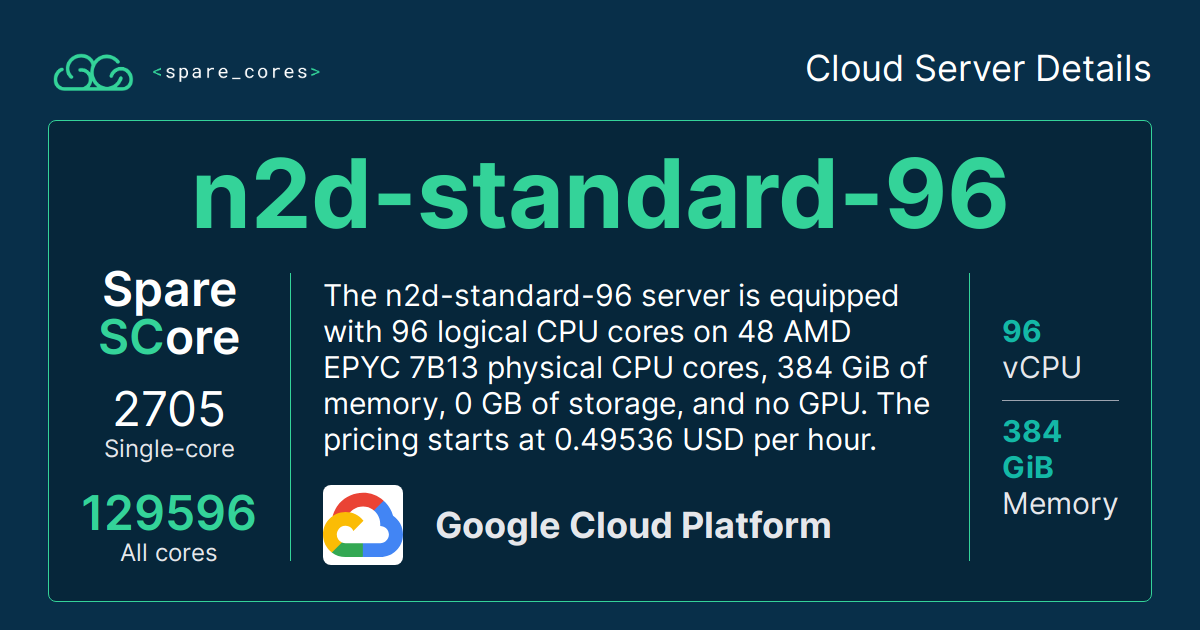 <spare_cores>
Cloud Server Details
n2d-standard-96
Spare
SCore
2705
Single-core
129596
All cores
The n2d-standard-96 server is equipped
with 96 logical CPU cores on 48 AMD
EPYC 7B13 physical CPU cores, 384 GiB of
memory, 0 GB of storage, and no GPU. The
pricing starts at 0.49536 USD per hour.
Google Cloud Platform
96
vCPU
384
GiB
Memory